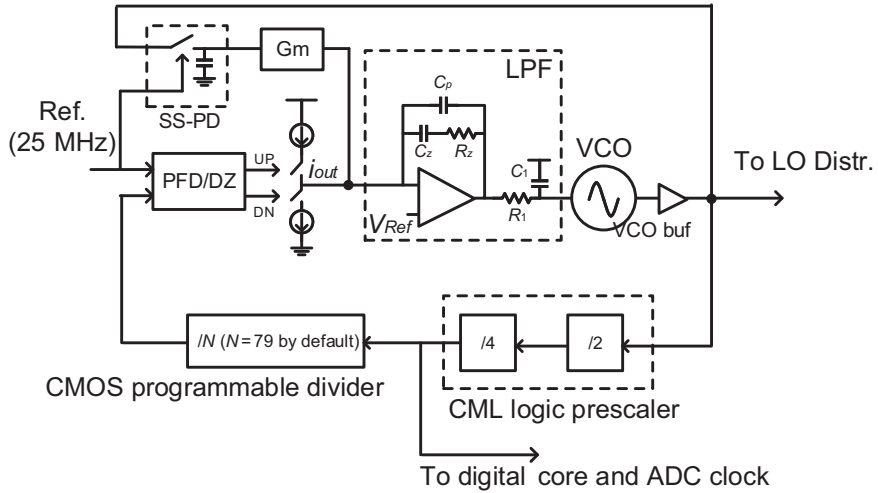 Gm
SS-PD
LPF
Ref.
(25 MHz)
PFD/DZ
UP
DN
iout
Cp
Cz
Rz
VRef
R1
C1
VCO
VCO buf
To LO Distr.
/N (N=79 by default)
CMOS programmable divider
/4
/2
CML logic prescaler
To digital core and ADC clock